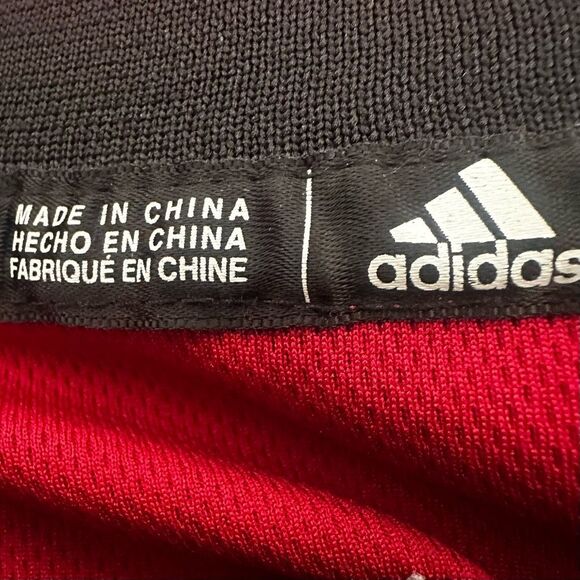 MADE IN CHINA
HECHO EN CHINA
FABRIQUÉ EN CHINE
adidas